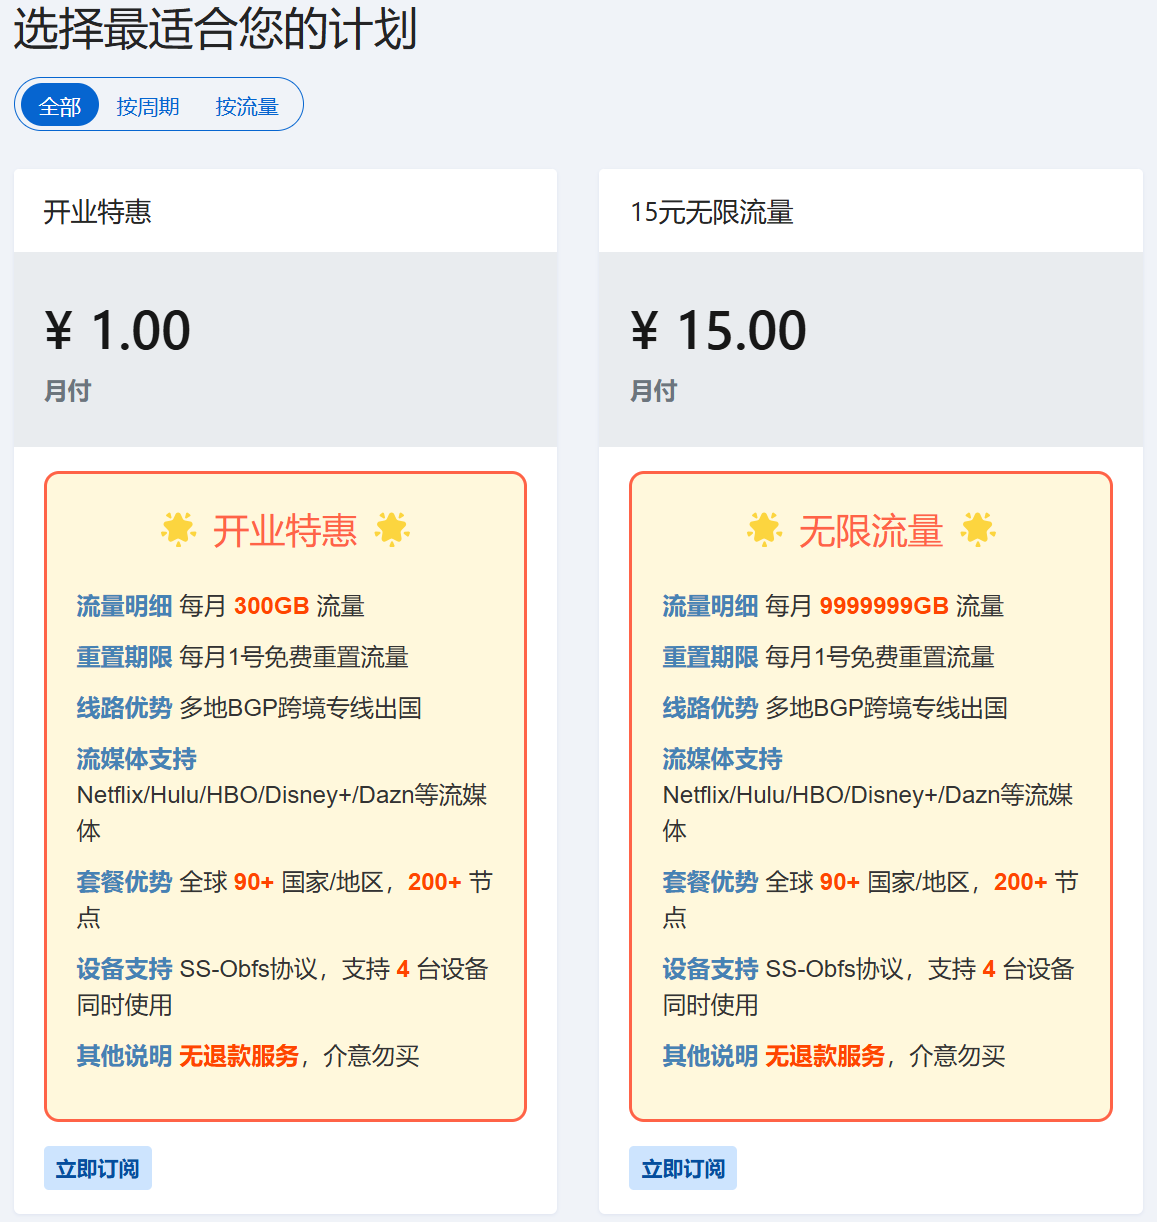 选择最适合您的计划
全部 按周期 按流量
开业特惠
¥ 1.00
月付
🌟 开业特惠 🌟
流量明细 每月 300GB 流量
重置期限 每月1号免费重置流量
线路优势 多地BGP跨境专线出国
流媒体支持
Netflix/Hulu/HBO/Disney+/Dazn等流媒
体
套餐优势 全球 90+ 国家/地区，200+ 节
点
设备支持 SS-Obfs协议，支持 4 台设备
同时使用
其他说明 无退款服务，介意勿买
立即订阅
15元无限流量
¥ 15.00
月付
🌟 无限流量 🌟
流量明细 每月 9999999GB 流量
重置期限 每月1号免费重置流量
线路优势 多地BGP跨境专线出国
流媒体支持
Netflix/Hulu/HBO/Disney+/Dazn等流媒
体
套餐优势 全球 90+ 国家/地区，200+ 节
点
设备支持 SS-Obfs协议，支持 4 台设备
同时使用
其他说明 无退款服务，介意勿买
立即订阅